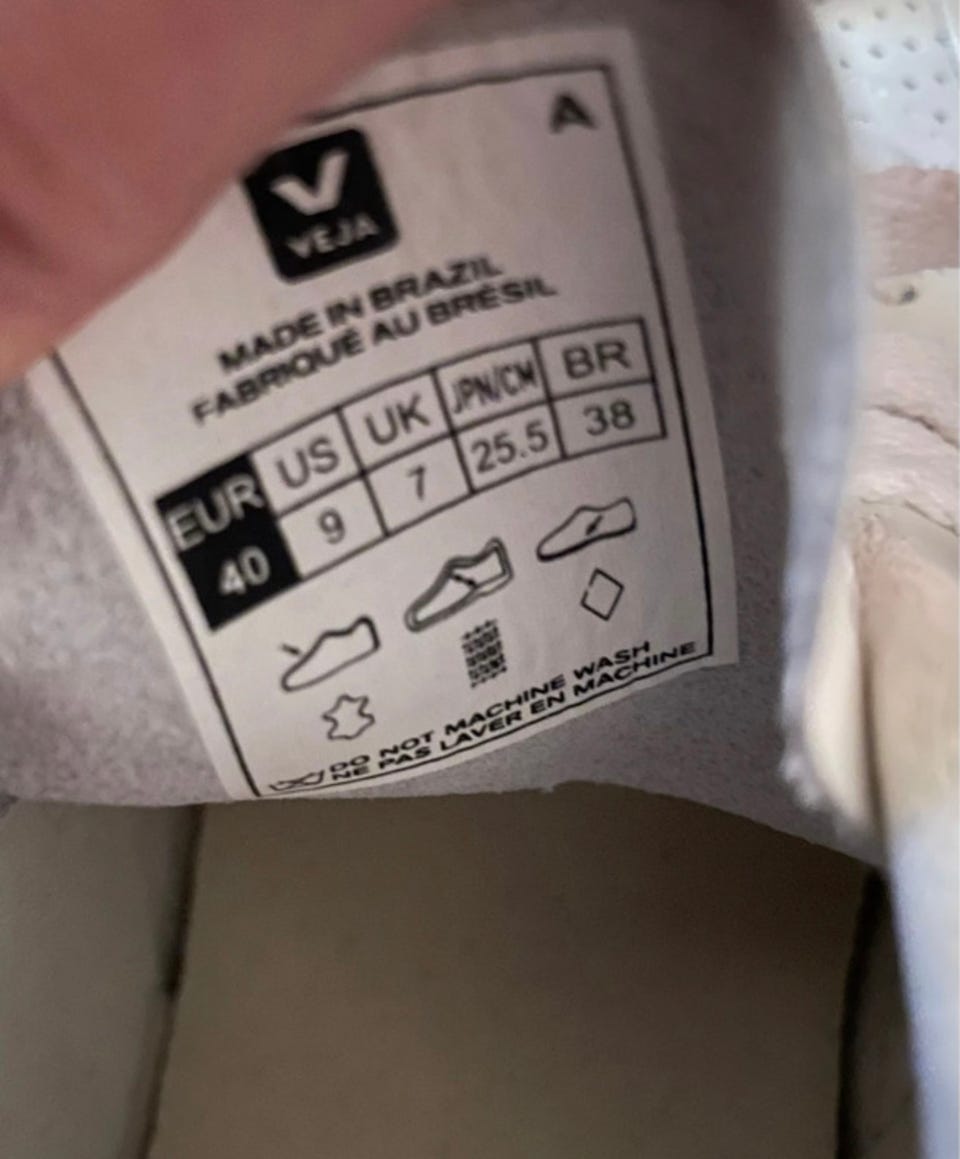 A
V
VEJA
MADE IN BRAZIL
FABRIQUÉ AU BRÉSIL
EUR US UK JPN/CM BR
40 9 7 25.5 38
DO NOT MACHINE WASH
NE PAS LAVER EN MACHINE